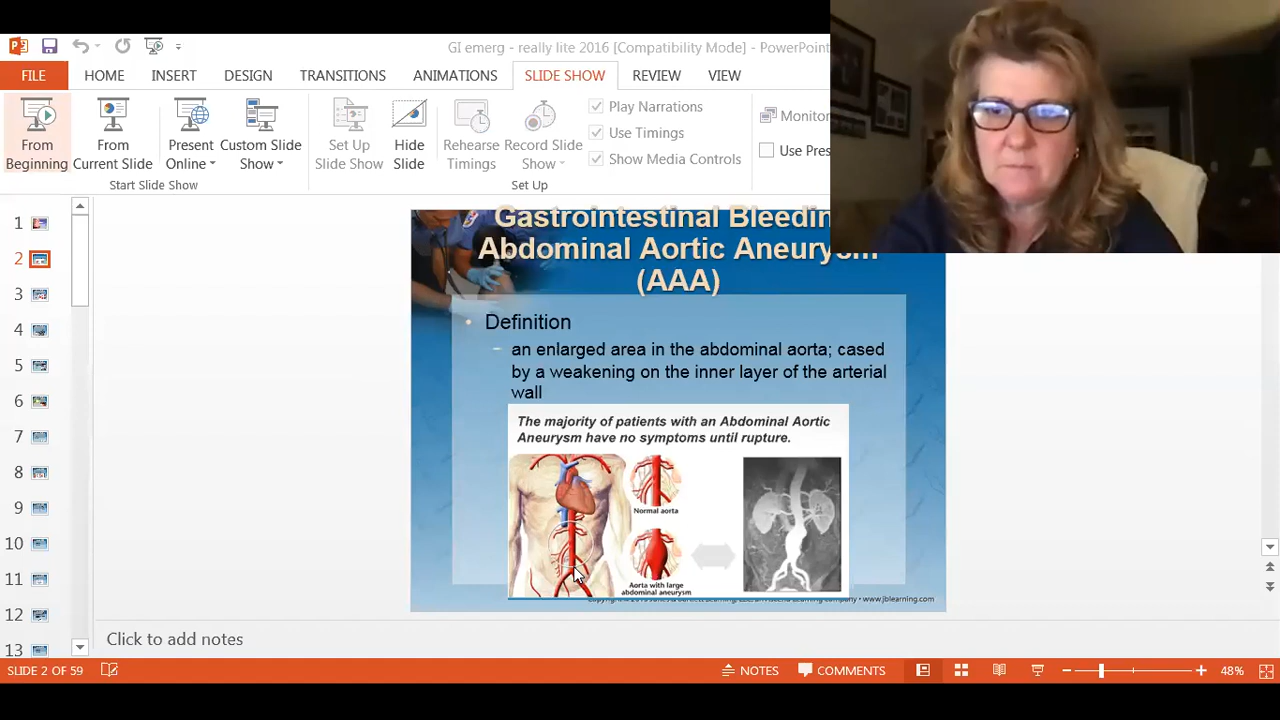 GI emerg - really lite 2016 [Compatibility Mode] - PowerPoint
FILE HOME INSERT DESIGN TRANSITIONS ANIMATIONS SLIDE SHOW REVIEW VIEW
From Beginning
From Current Slide
Present Online
Custom Slide Show
Set Up Slide Show
Hide Slide
Rehearse Timings
Record Slide Show
Play Narrations
Use Timings
Show Media Controls
Monitor
Use Pres
Start Slide Show
Set Up
1
2
3
4
5
6
7
8
9
10
11
12
13
Gastrointestinal Bleedin
Abdominal Aortic Aneurysm
(AAA)
• Definition
– an enlarged area in the abdominal aorta; cased
by a weakening on the inner layer of the arterial
wall
The majority of patients with an Abdominal Aortic
Aneurysm have no symptoms until rupture.
Normal aorta
Aorta with large
abdominal aneurysm
company • www.jblearning.com
Click to add notes
SLIDE 2 OF 59
NOTES
COMMENTS
48%